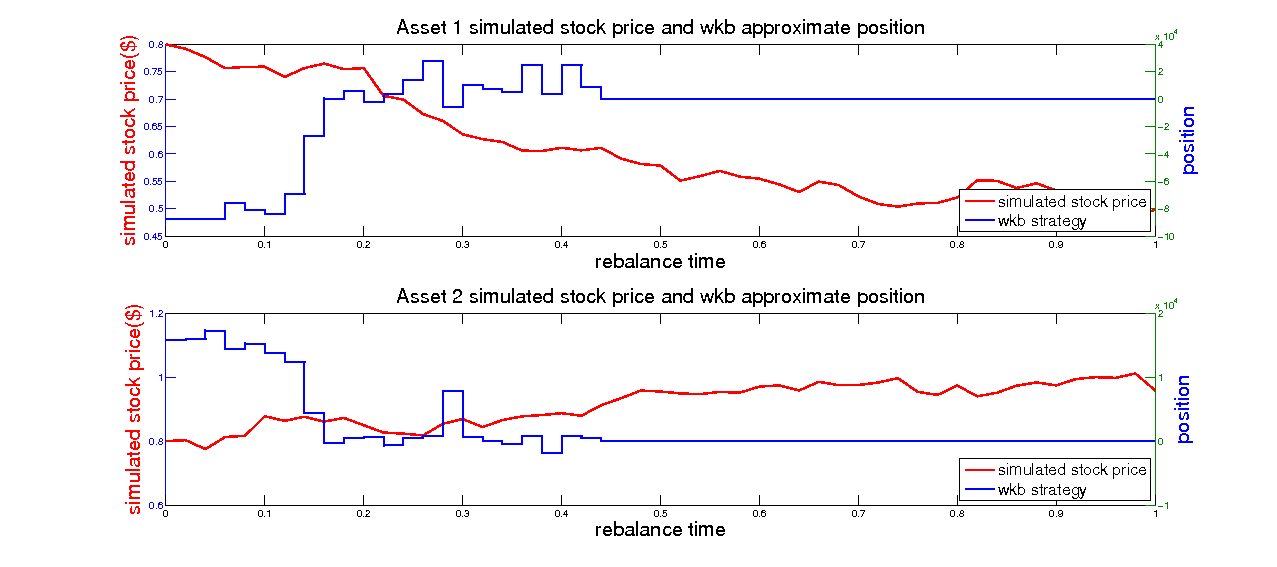 Asset 1 simulated stock price and wkb approximate position
x 10^4
simulated stock price($)
0.8
0.75
0.7
0.65
0.6
0.55
0.5
0.45
4
2
0
−2
−4
−6
−8
−10
position
simulated stock price
wkb strategy
0 0.1 0.2 0.3 0.4 0.5 0.6 0.7 0.8 0.9 1
rebalance time
Asset 2 simulated stock price and wkb approximate position
x 10^4
simulated stock price($)
1.2
1
0.8
0.6
2
1
0
−1
position
simulated stock price
wkb strategy
0 0.1 0.2 0.3 0.4 0.5 0.6 0.7 0.8 0.9 1
rebalance time